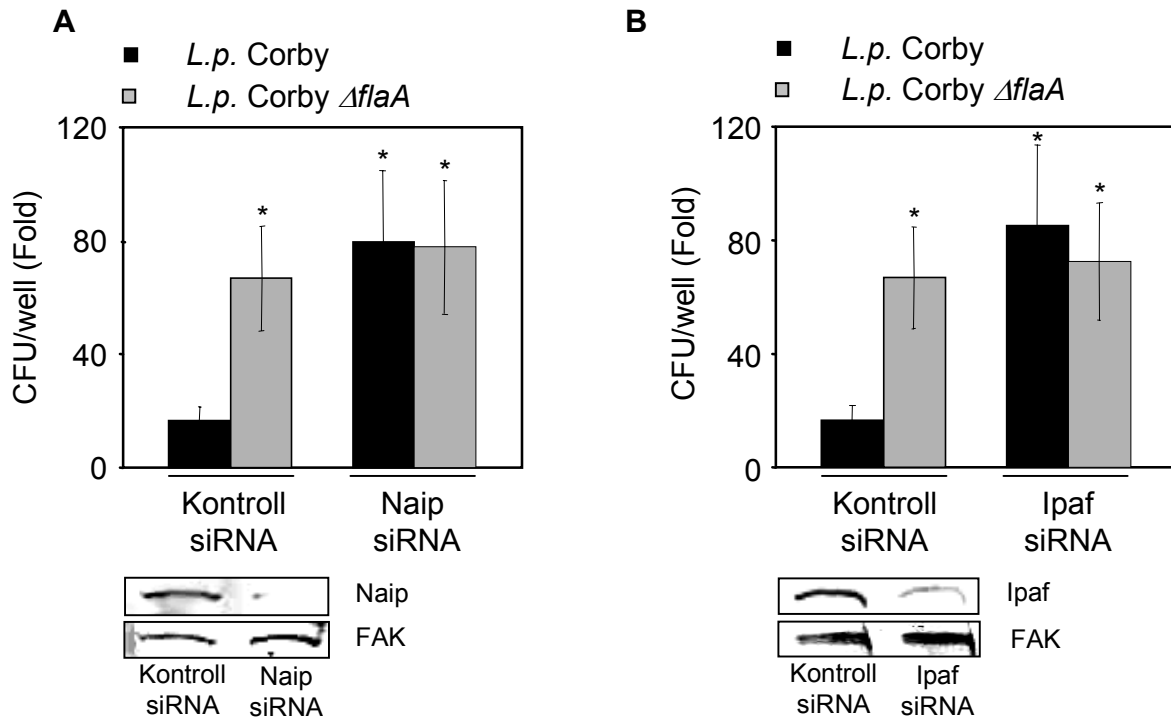 A
L.p. Corby
L.p. Corby ΔflaA
CFU/well (Fold)
120
80
40
0
*
*
*
Kontroll
siRNA
Naip
siRNA
Naip
FAK
Kontroll
siRNA
Naip
siRNA
B
L.p. Corby
L.p. Corby ΔflaA
CFU/well (Fold)
120
80
40
0
*
*
*
Kontroll
siRNA
Ipaf
siRNA
Ipaf
FAK
Kontroll
siRNA
Ipaf
siRNA